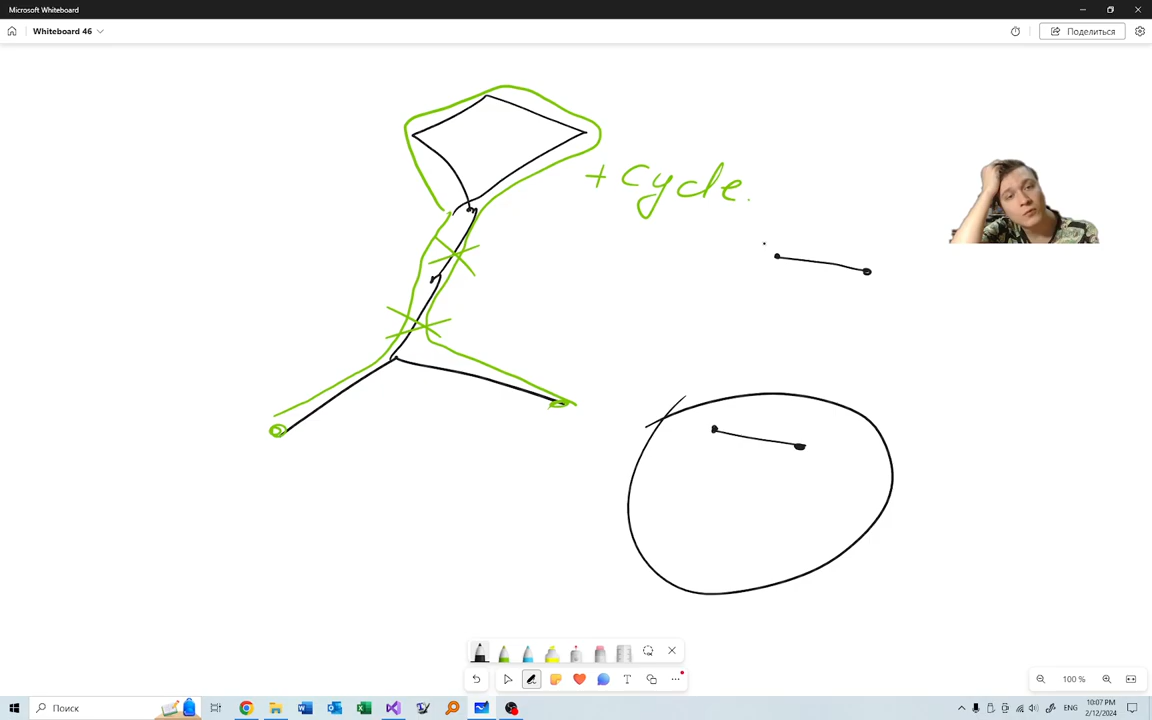 Microsoft Whiteboard
Whiteboard 46
Поделиться
+ Cycle.
100 %
Поиск
ENG
10:07 PM
2/12/2024